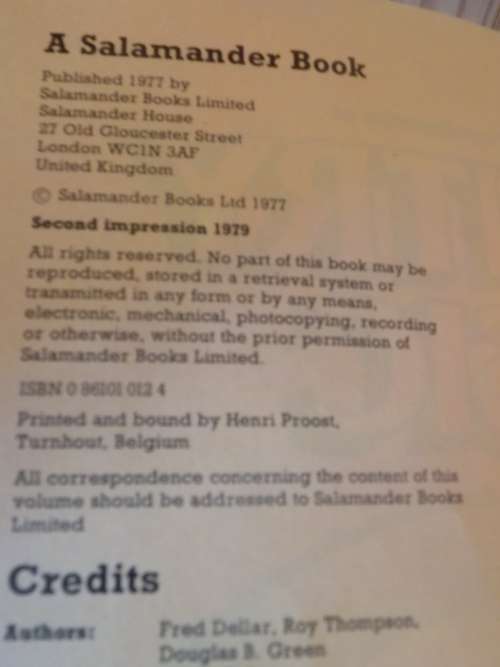 A Salamander Book
Published 1977 by
Salamander Books Limited
Salamander House
27 Old Gloucester Street
London WC1N 3AF
United Kingdom
© Salamander Books Ltd 1977
Second impression 1979
All rights reserved. No part of this book may be
reproduced, stored in a retrieval system or
transmitted in any form or by any means,
electronic, mechanical, photocopying, recording
or otherwise, without the prior permission of
Salamander Books Limited.
ISBN 0 86101 012 4
Printed and bound by Henri Proost,
Turnhout, Belgium
All correspondence concerning the content of this
volume should be addressed to Salamander Books
Limited
Credits
Authors: Fred Dellar, Roy Thompson,
Douglas B. Green